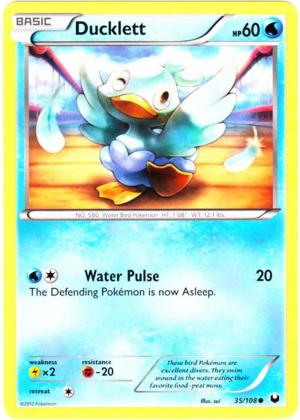 BASIC
Ducklett
HP60
NO. 580 Water Bird Pokémon HT. 1'08" WT. 12.1 lbs.
Water Pulse 20
The Defending Pokémon is now Asleep.
weakness
×2
resistance
-20
retreat
These bird Pokémon are
excellent divers. They swim
around in the water eating their
favorite food, peat moss.
©2012 Pokémon
Illus. sui
35/108